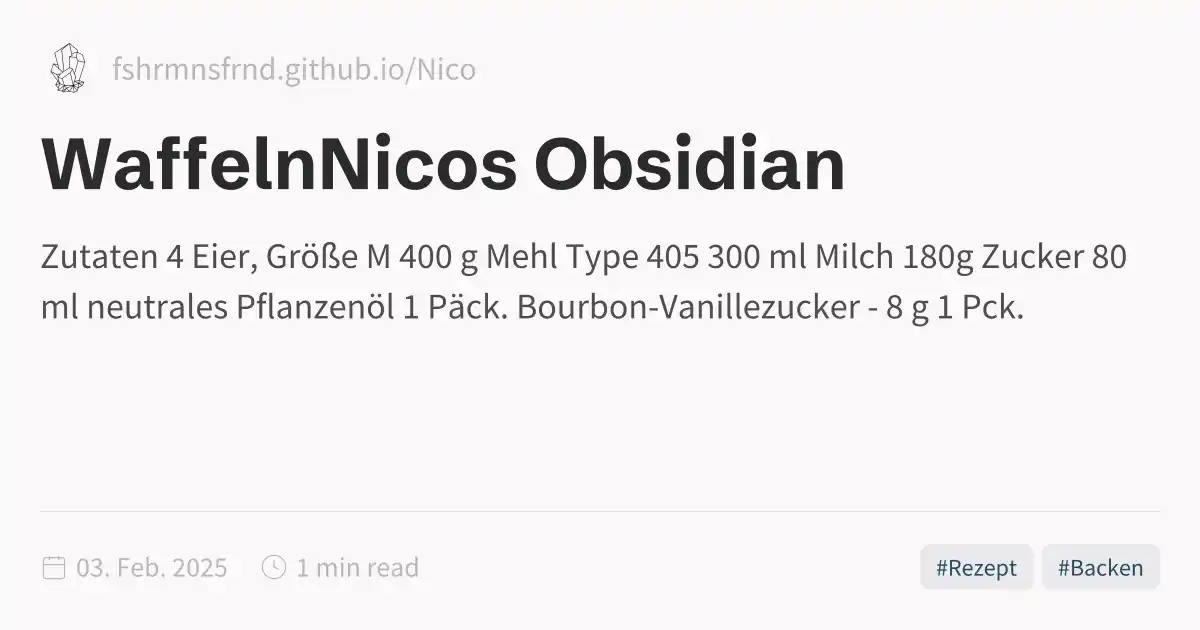 fshrmnsfrnd.github.io/Nico
WaffelnNicos Obsidian
Zutaten 4 Eier, Größe M 400 g Mehl Type 405 300 ml Milch 180g Zucker 80
ml neutrales Pflanzenöl 1 Päck. Bourbon-Vanillezucker - 8 g 1 Pck.
03. Feb. 2025 1 min read #Rezept #Backen